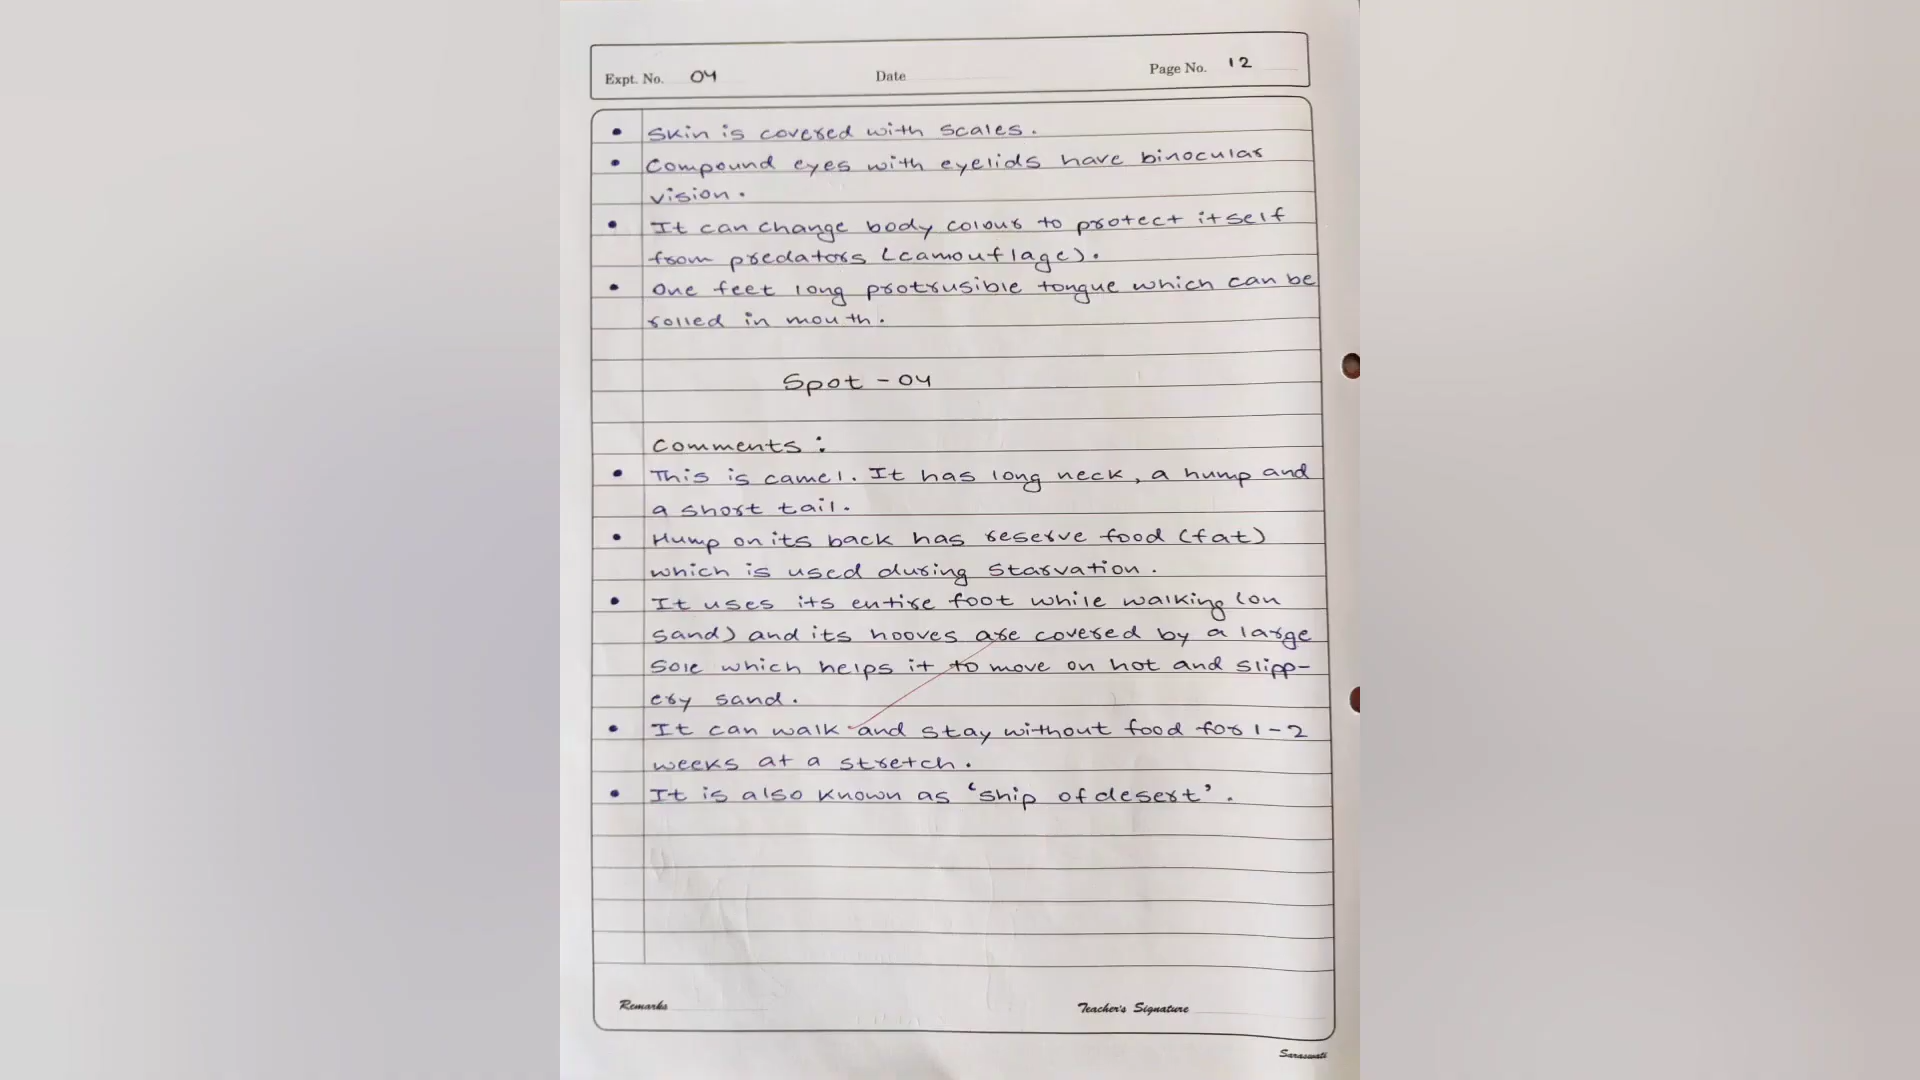 Expt. No. 04 Date Page No. 12
• Skin is covered with scales.
• Compound eyes with eyelids have binocular
vision.
• It can change body colour to protect itself
from predators (camouflage).
• One feet long protrusible tongue which can be
rolled in mouth.
Spot - 04
Comments :
• This is camel. It has long neck, a hump and
a short tail.
• Hump on its back has reserve food (fat)
which is used during starvation.
• It uses its entire foot while walking (on
sand) and its hooves are covered by a large
sole which helps it to move on hot and slipp-
ery sand.
• It can walk and stay without food for 1-2
weeks at a stretch.
• It is also known as 'ship of desert'.
Remarks Teacher's Signature
Saraswati